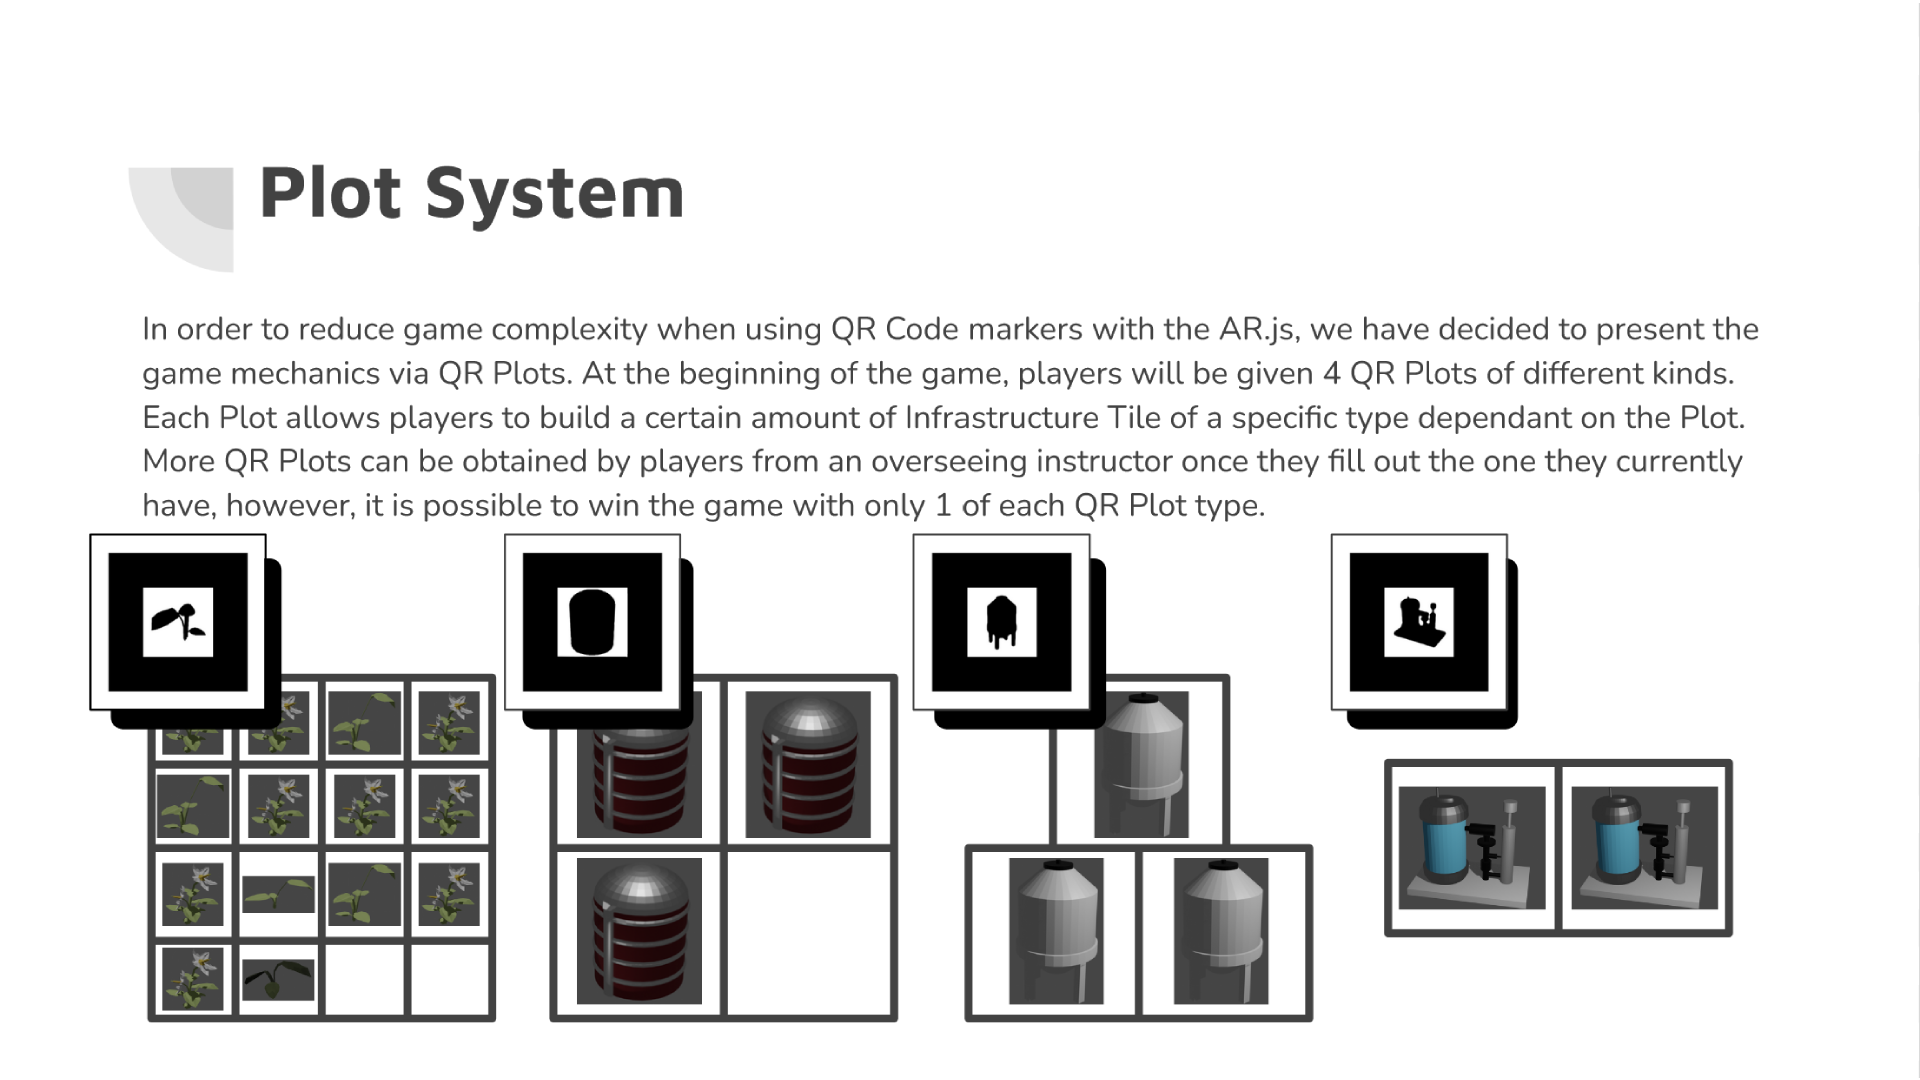 Plot System
In order to reduce game complexity when using QR Code markers with the AR.js, we have decided to present the
game mechanics via QR Plots. At the beginning of the game, players will be given 4 QR Plots of different kinds.
Each Plot allows players to build a certain amount of Infrastructure Tile of a specific type dependant on the Plot.
More QR Plots can be obtained by players from an overseeing instructor once they fill out the one they currently
have, however, it is possible to win the game with only 1 of each QR Plot type.